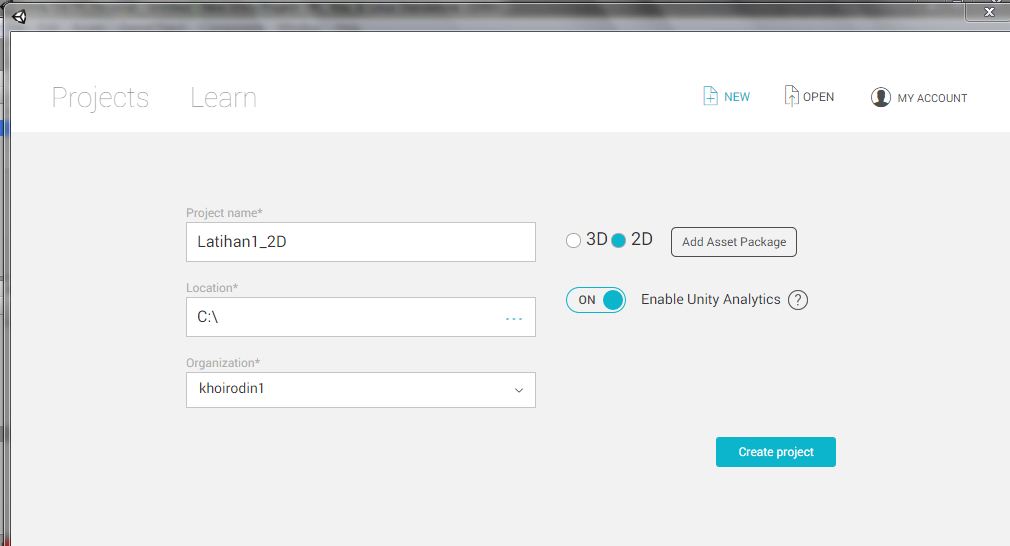 Projects Learn NEW OPEN MY ACCOUNT
Project name*
Latihan1_2D
3D 2D Add Asset Package
Location*
C:\ ...
ON Enable Unity Analytics ?
Organization*
khoirodin1
Create project